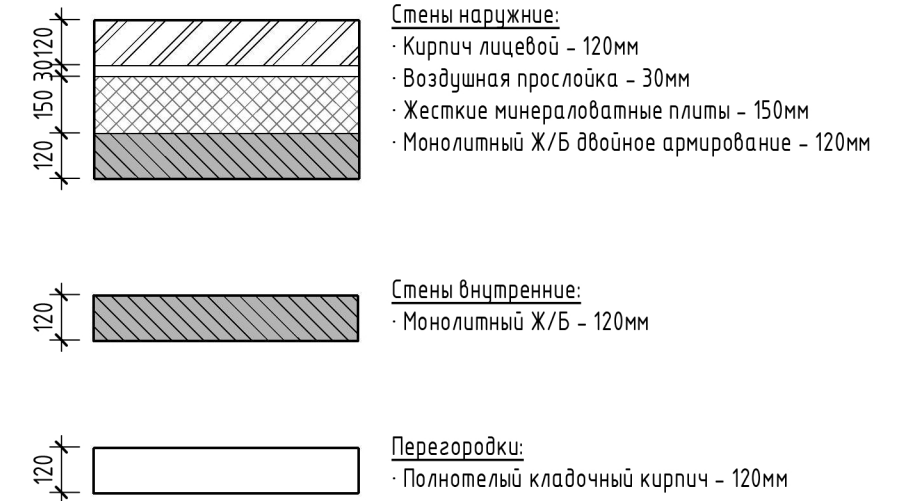 120
30
150
120
Стены наружние:
· Кирпич лицевой – 120мм
· Воздушная прослойка – 30мм
· Жесткие минераловатные плиты – 150мм
· Монолитный Ж/Б двойное армирование – 120мм
120
Стены внутренние:
· Монолитный Ж/Б – 120мм
120
Перегородки:
· Полнотелый кладочный кирпич – 120мм